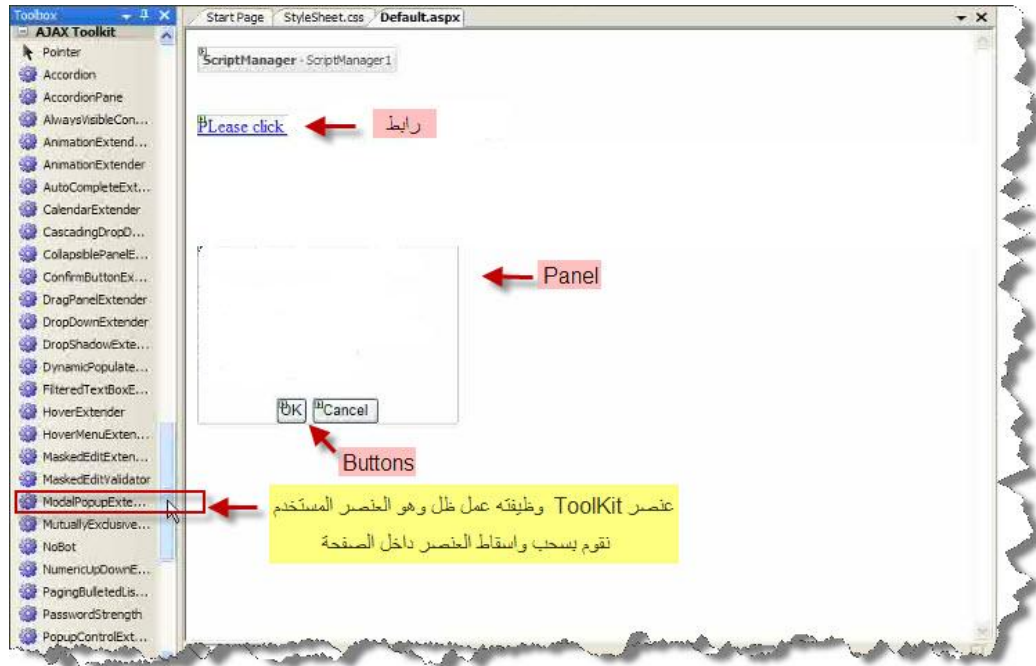 Toolbox
Start Page StyleSheet.css Default.aspx
AJAX Toolkit
Pointer
Accordion
AccordionPane
AlwaysVisibleCon...
AnimationExtend...
AnimationExtender
AutoCompleteExt...
CalendarExtender
CascadingDropD...
CollapsiblePanelE...
ConfirmButtonEx...
DragPanelExtender
DropDownExtender
DropShadowExte...
DynamicPopulate...
FilteredTextBoxE...
HoverExtender
HoverMenuExten...
MaskedEditExten...
MaskedEditValidator
ModalPopupExte...
MutuallyExclusive...
NoBot
NumericUpDownE...
PagingBulletedLis...
PasswordStrength
PopupControlExt...
ScriptManager - ScriptManager1
PLease click
رابط
Panel
OK Cancel
Buttons
عنصر ToolKit وظيفته عمل ظل وهو العنصر المستخدم
نقوم بسحب واسقاط العنصر داخل الصفحة